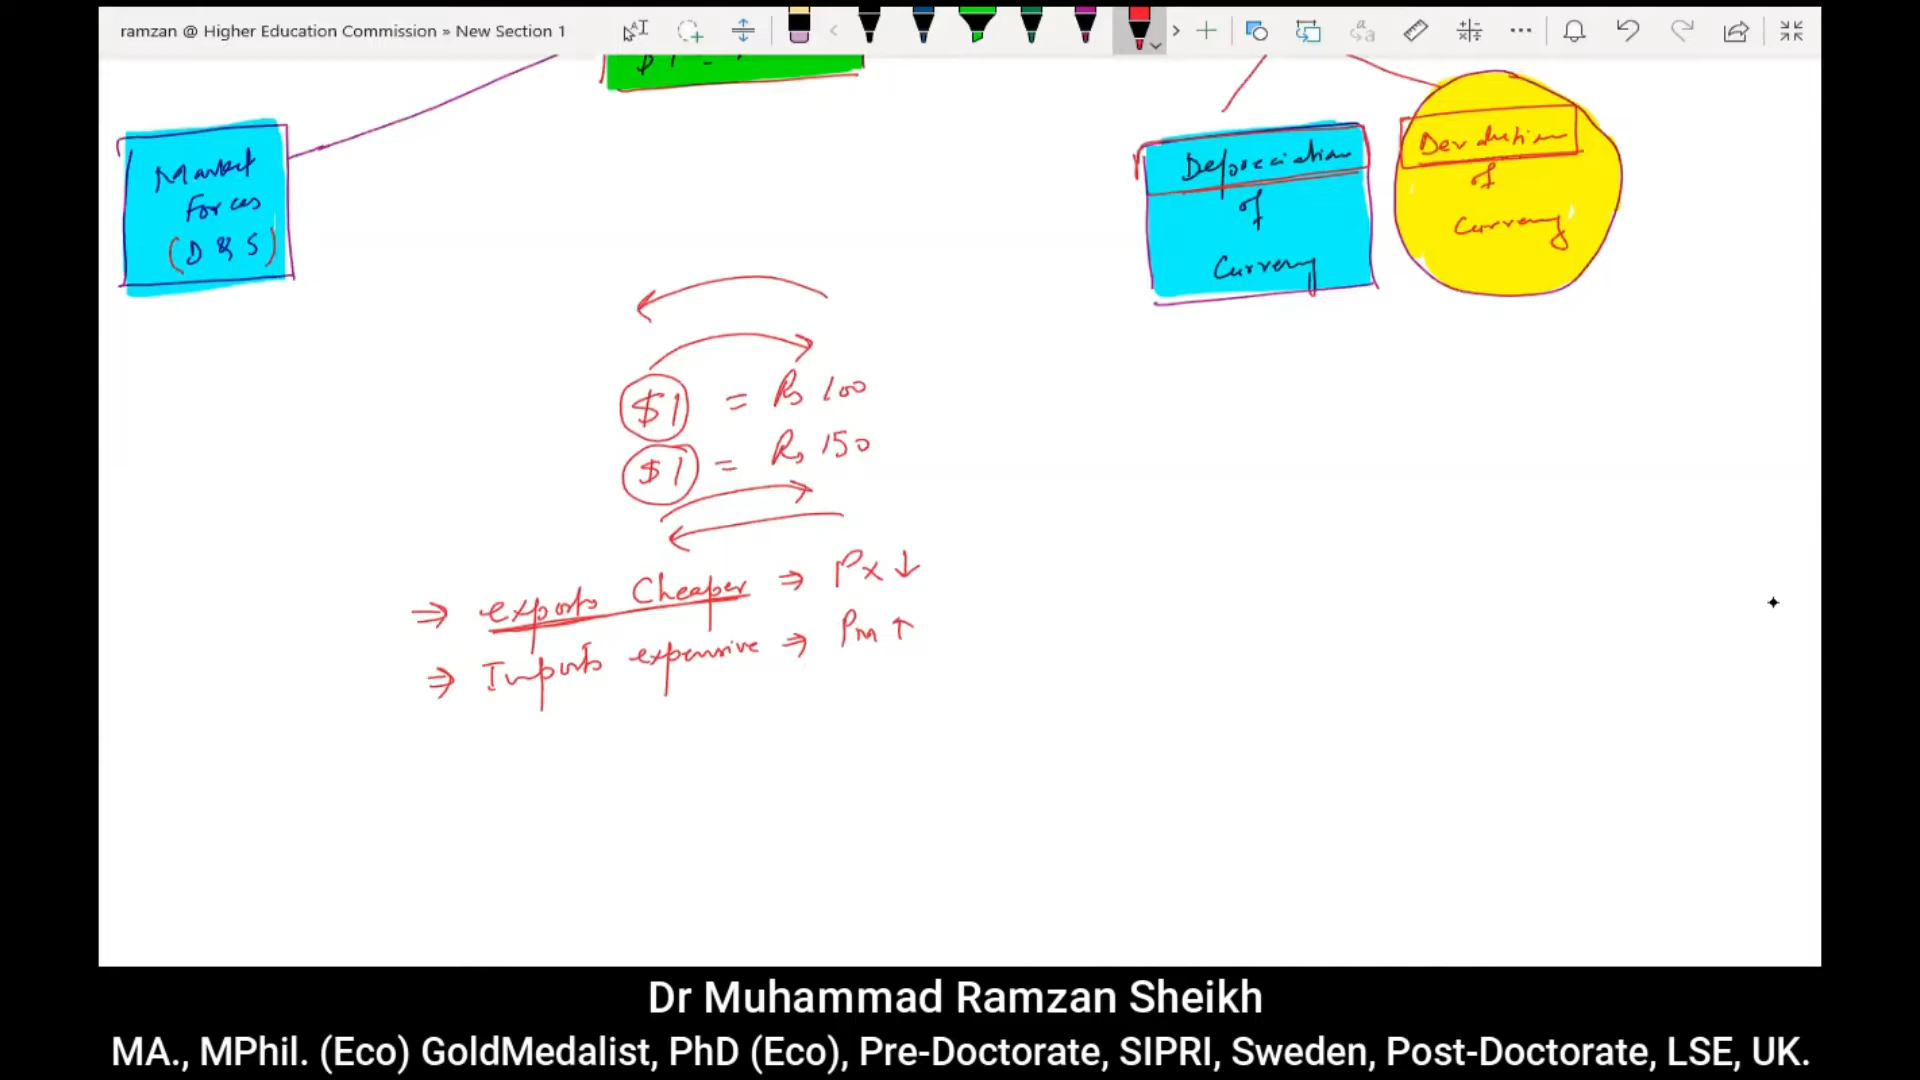 ramzan @ Higher Education Commission » New Section 1
Market
Forces
(D & S)
Depreciation
of
Currency
Devaluation
of
Currency
$1 = Rs 100
$1 = Rs 150
⇒ exports Cheaper ⇒ Px ↓
⇒ Imports expensive ⇒ Pm ↑
Dr Muhammad Ramzan Sheikh
MA., MPhil. (Eco) GoldMedalist, PhD (Eco), Pre-Doctorate, SIPRI, Sweden, Post-Doctorate, LSE, UK.